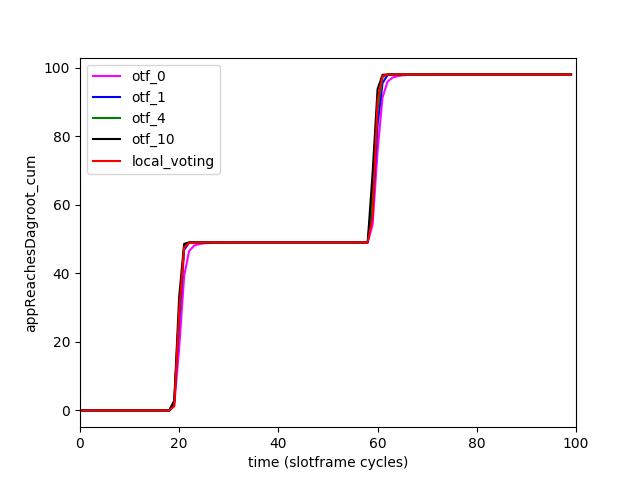 otf_0
otf_1
otf_4
otf_10
local_voting
100
80
60
40
20
0
appReachesDagroot_cum
0 20 40 60 80 100
time (slotframe cycles)